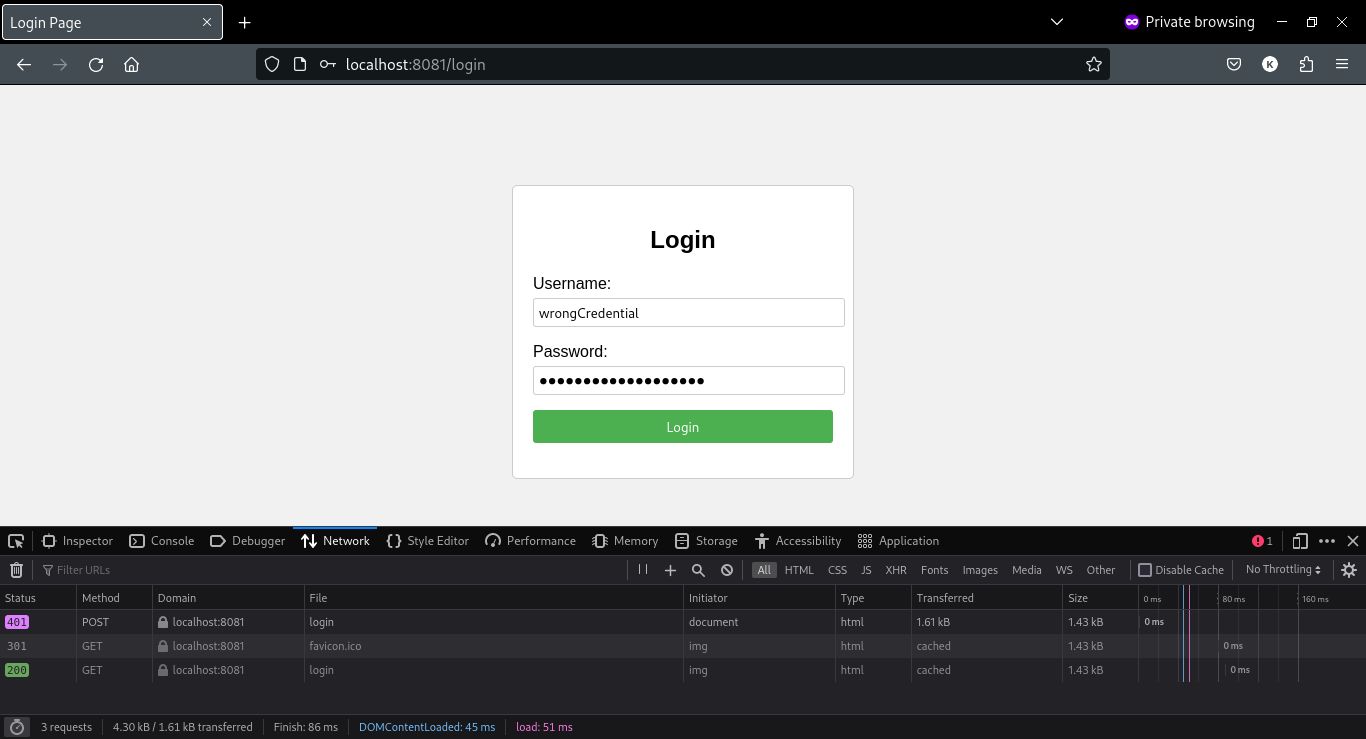 Login Page
Private browsing
K
localhost:8081/login
Login
Username:
wrongCredential
Password:
●●●●●●●●●●●●●●●●●●●
Login
Inspector Console Debugger Network Style Editor Performance Memory Storage Accessibility Application 1
Filter URLs All HTML CSS JS XHR Fonts Images Media WS Other Disable Cache No Throttling
Status Method Domain File Initiator Type Transferred Size 0 ms 80 ms 160 ms
401 POST localhost:8081 login document html 1.61 kB 1.43 kB 0 ms
301 GET localhost:8081 favicon.ico img html cached 1.43 kB 0 ms
200 GET localhost:8081 login img html cached 1.43 kB 0 ms
3 requests 4.30 kB / 1.61 kB transferred Finish: 86 ms DOMContentLoaded: 45 ms load: 51 ms